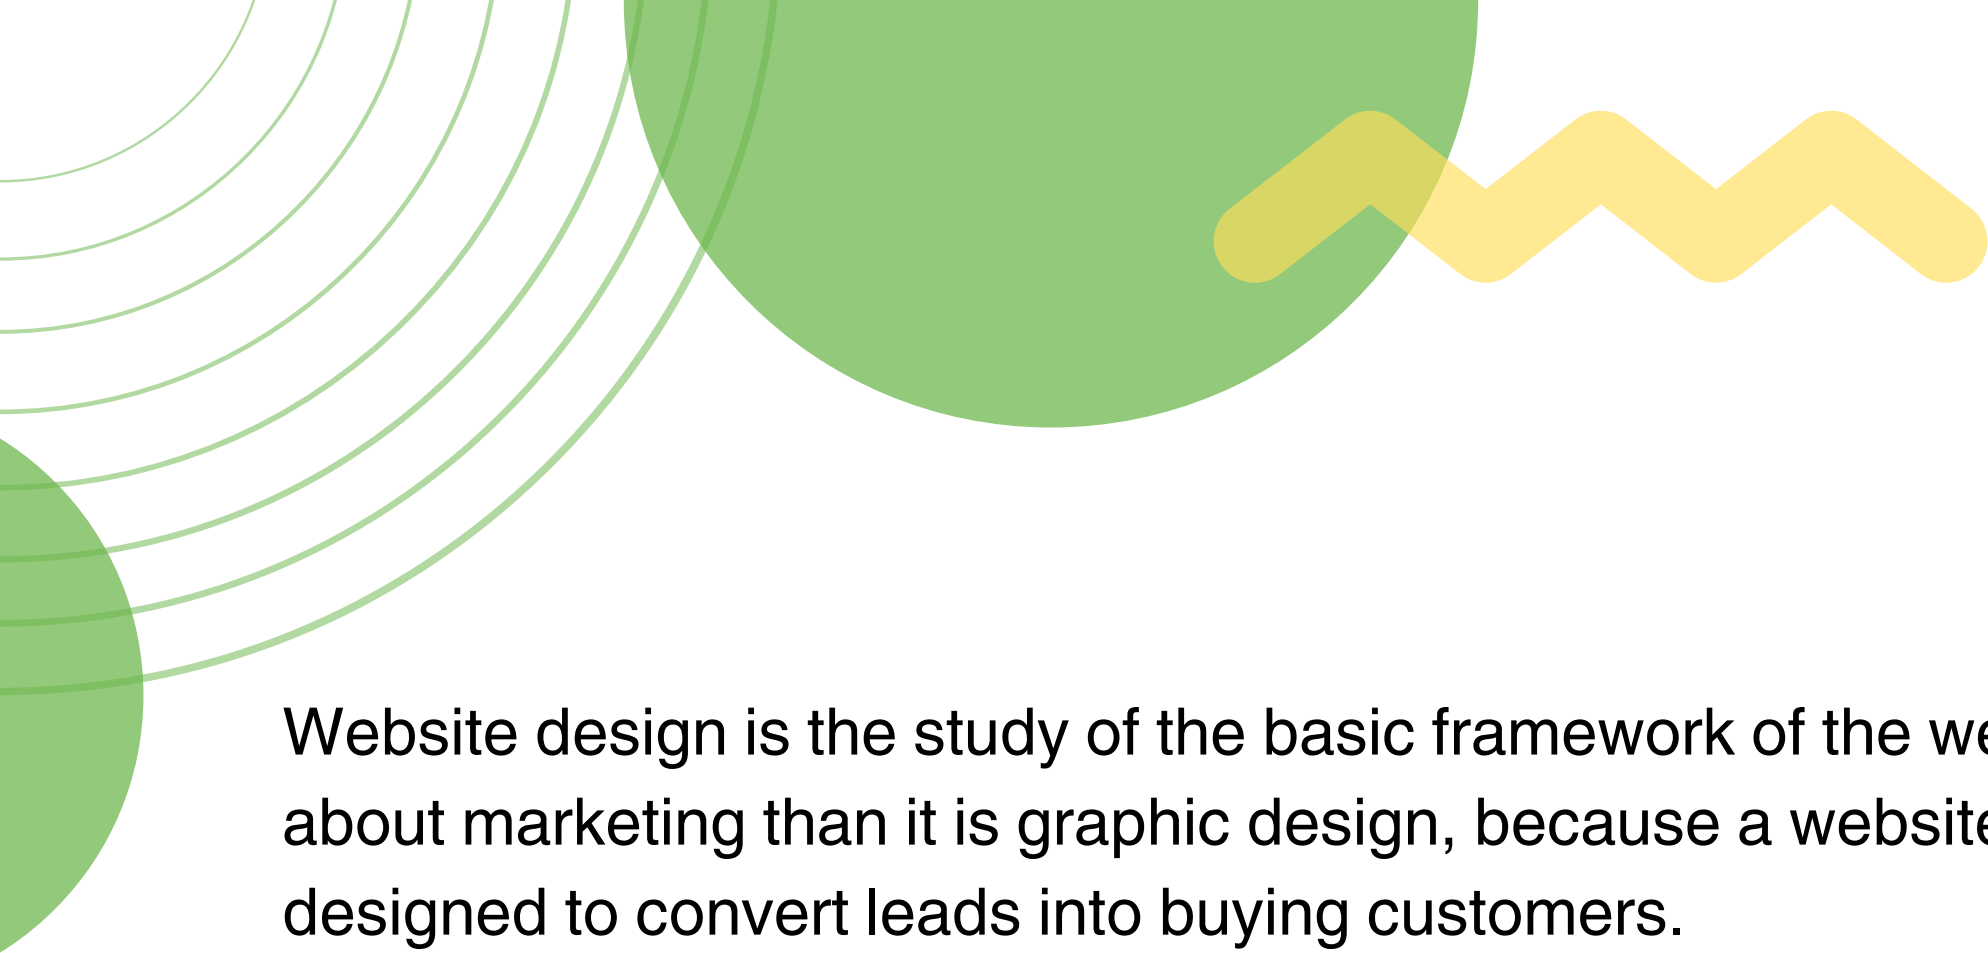 Website design is the study of the basic framework of the
about marketing than it is graphic design, because a website
designed to convert leads into buying customers.